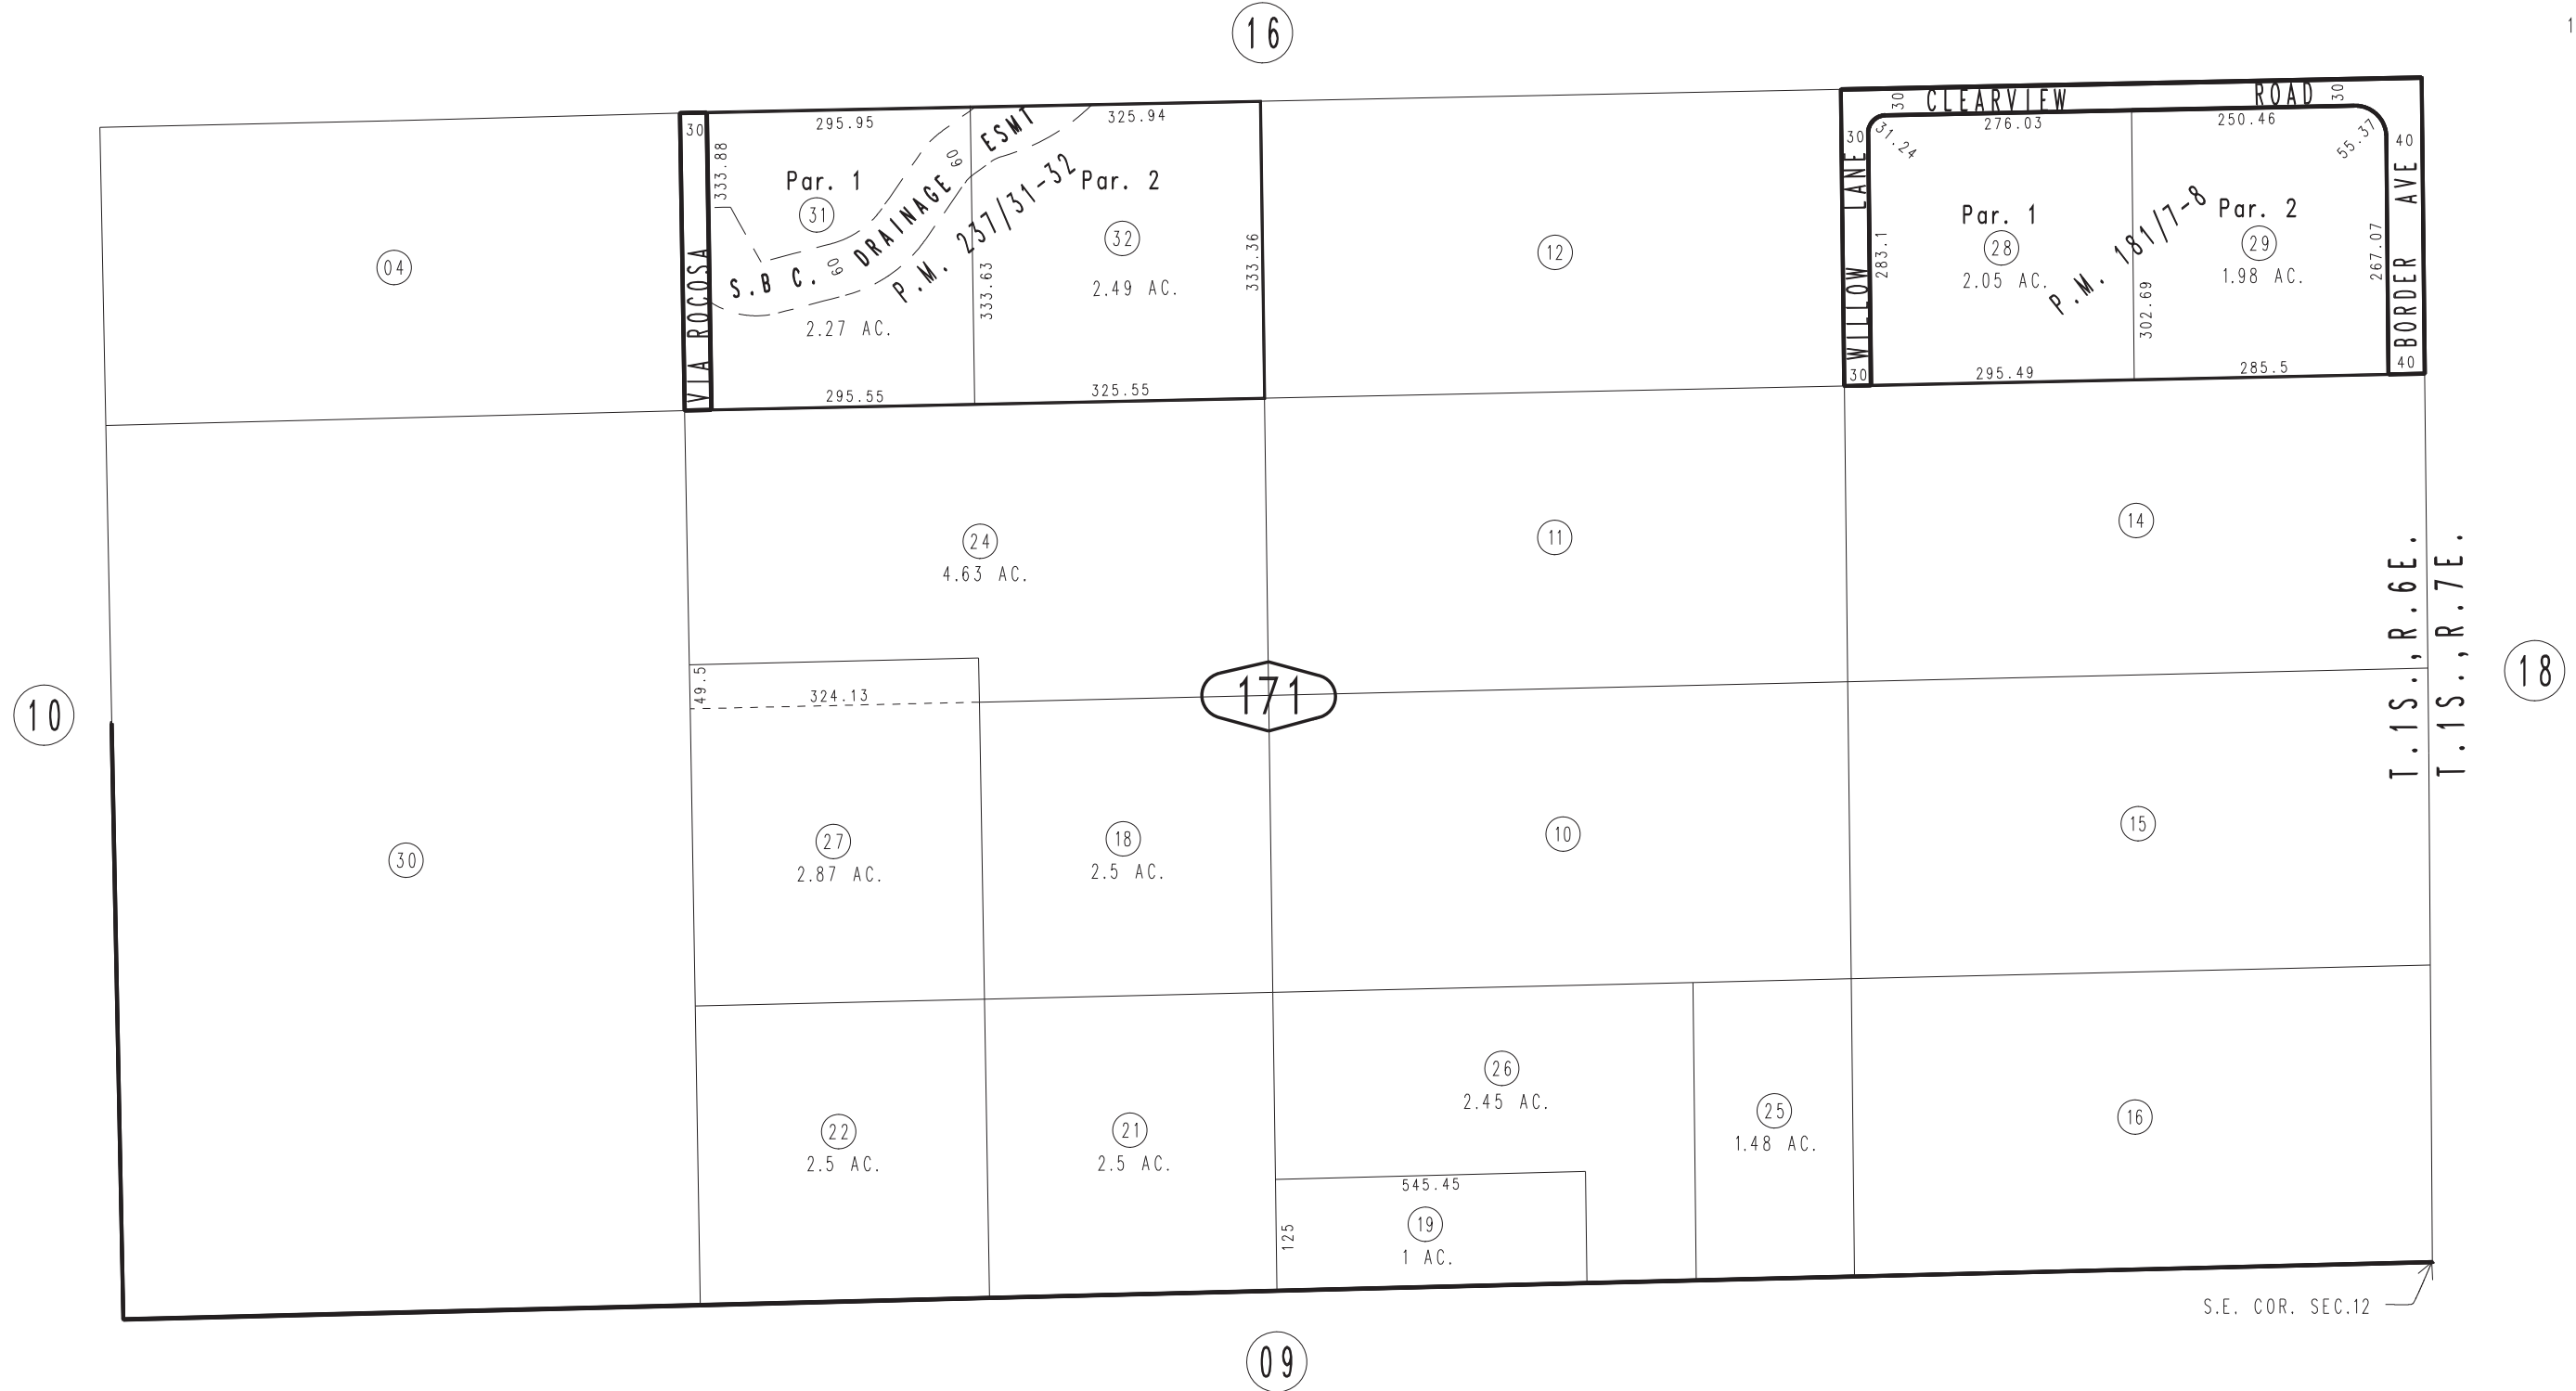 16
1
30
CLEARVIEW ROAD
30
30
295.95
325.94
276.03
250.46
30
31.24
55.37
40
333.88
Par. 1
31
S.B C. DRAINAGE ESMT
60
60
P.M. 237/31-32
Par. 2
32
2.49 AC.
2.27 AC.
333.63
333.36
VIA ROCOSA
295.55
325.55
04
12
WILLOW LANE
283.1
Par. 1
28
2.05 AC.
P.M. 181/7-8
302.69
Par. 2
29
1.98 AC.
267.07
BORDER AVE
30
295.49
285.5
40
24
4.63 AC.
11
14
T.1S.,R.6E.
T.1S.,R.7E.
49.5
324.13
171
10
18
30
27
2.87 AC.
18
2.5 AC.
10
15
22
2.5 AC.
21
2.5 AC.
26
2.45 AC.
25
1.48 AC.
16
545.45
125
19
1 AC.
S.E. COR. SEC.12
09